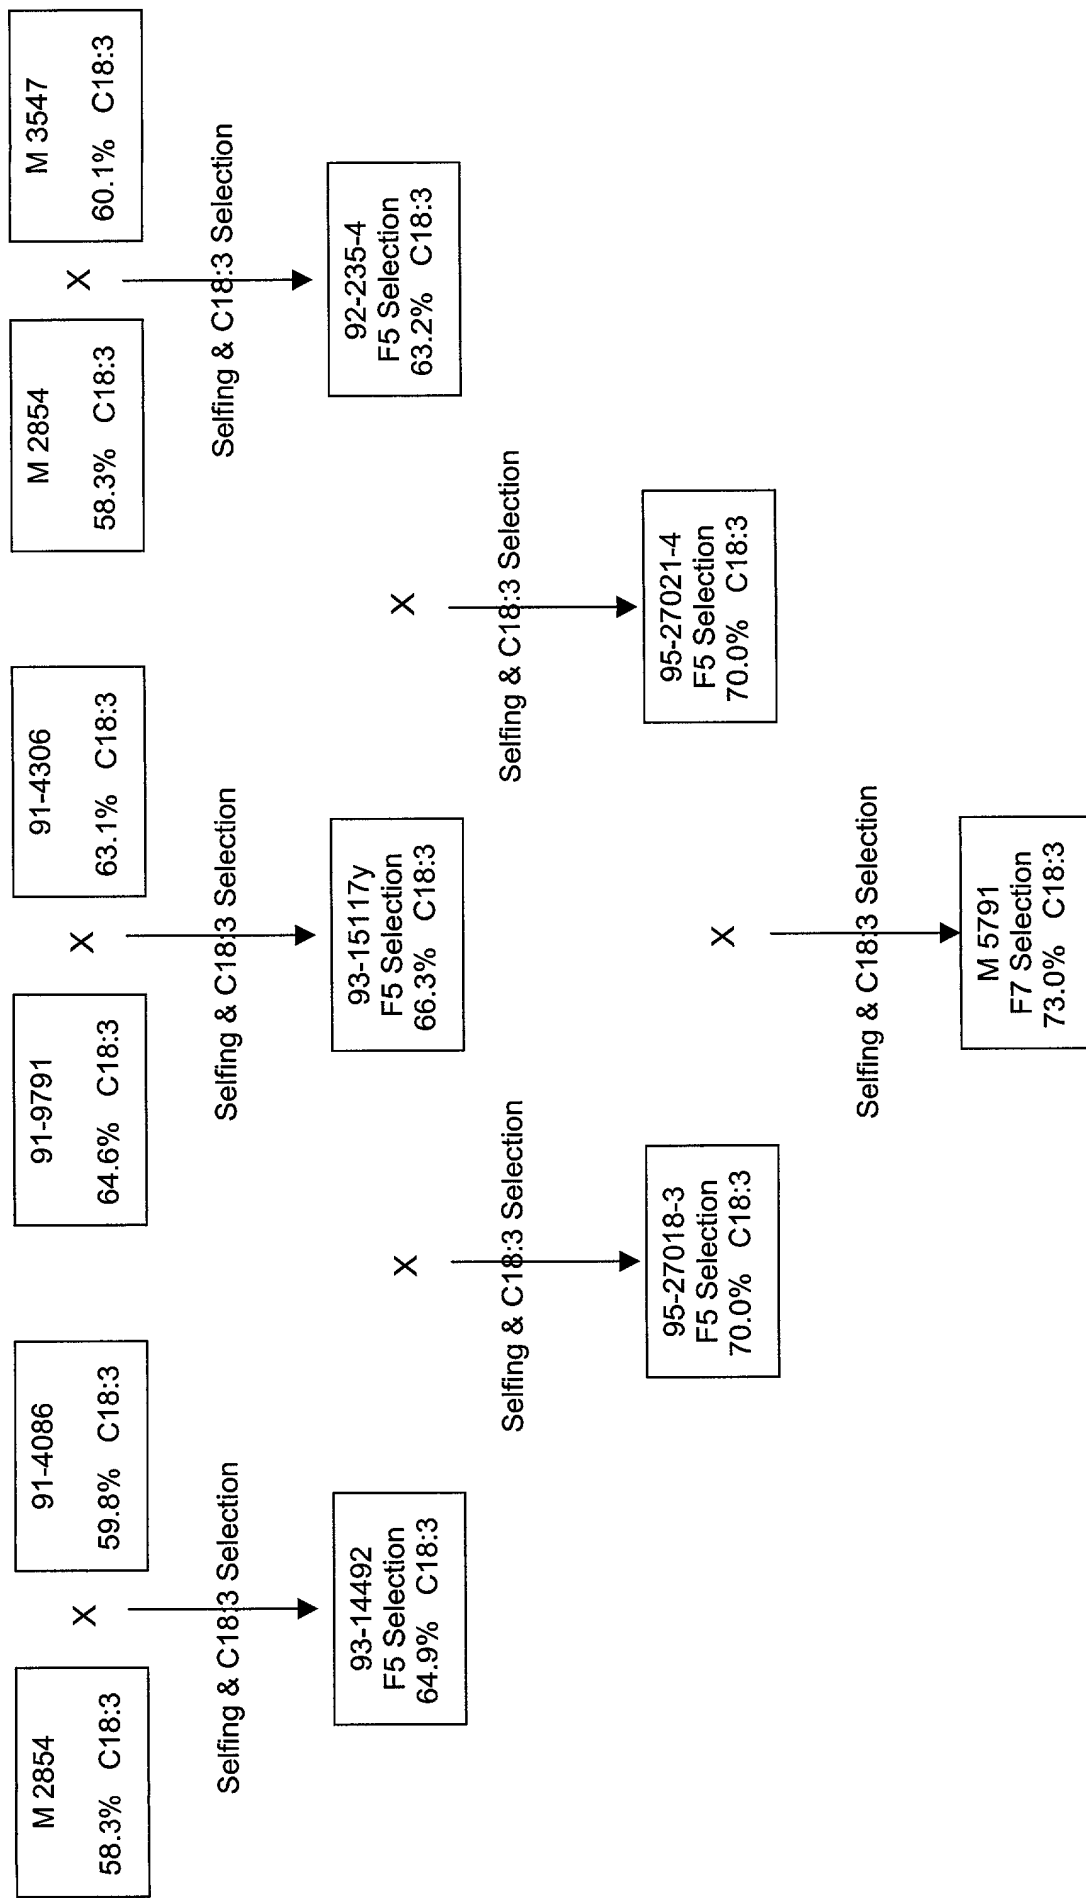 M 2854
58.3% C18:3
X
91-4086
59.8% C18:3
91-9791
64.6% C18:3
X
91-4306
63.1% C18:3
M 2854
58.3% C18:3
X
M 3547
60.1% C18:3
Selfing & C18:3 Selection
Selfing & C18:3 Selection
Selfing & C18:3 Selection
93-14492
F5 Selection
64.9% C18:3
93-15117y
F5 Selection
66.3% C18:3
92-235-4
F5 Selection
63.2% C18:3
X
X
Selfing & C18:3 Selection
Selfing & C18:3 Selection
95-27018-3
F5 Selection
70.0% C18:3
95-27021-4
F5 Selection
70.0% C18:3
X
Selfing & C18:3 Selection
M 5791
F7 Selection
73.0% C18:3